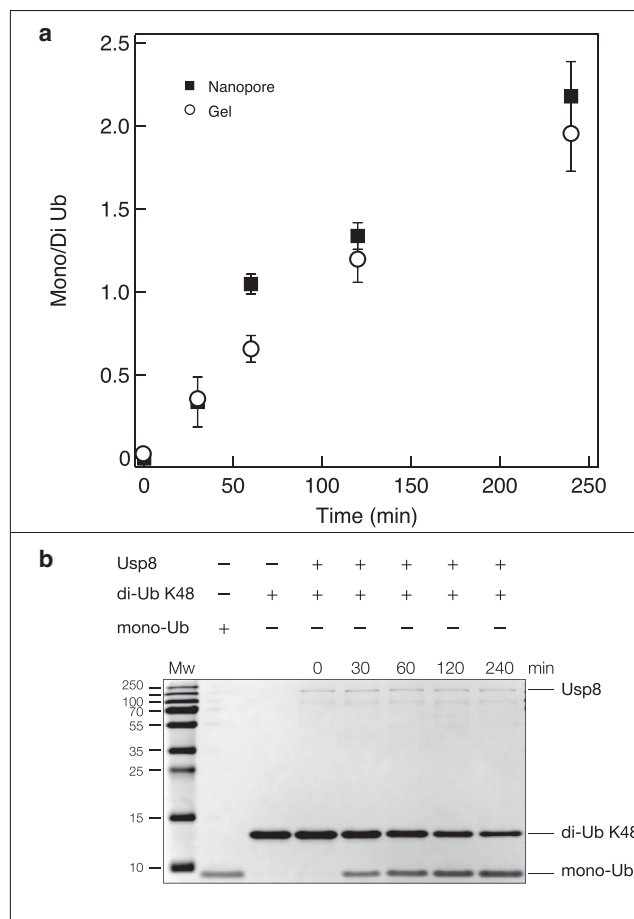 a
2.5
2.0
1.5
1.0
0.5
0
Mono/Di Ub
Nanopore
Gel
0 50 100 150 200 250
Time (min)
b
Usp8 – – + + + + +
di-Ub K48 – + + + + + +
mono-Ub + – – – – – –
Mw 0 30 60 120 240 min
250
100
70
55
35
25
15
10
Usp8
di-Ub K48
mono-Ub